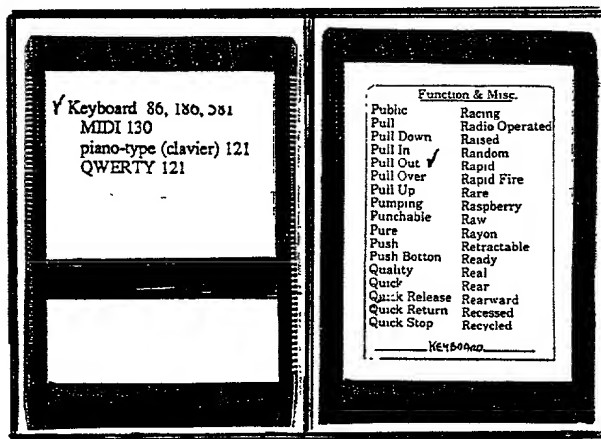 ✓ Keyboard 86, 186, 381
MIDI 130
piano-type (clavier) 121
QWERTY 121
Function & Misc.
Public
Pull
Pull Down
Pull In
Pull Out ✓
Pull Over
Pull Up
Pumping
Punchable
Pure
Push
Push Botton
Quality
Quick
Quick Release
Quick Return
Quick Stop
Racing
Radio Operated
Raised
Random
Rapid
Rapid Fire
Rare
Raspberry
Raw
Rayon
Retractable
Ready
Real
Rear
Rearward
Recessed
Recycled
KEYBOARD